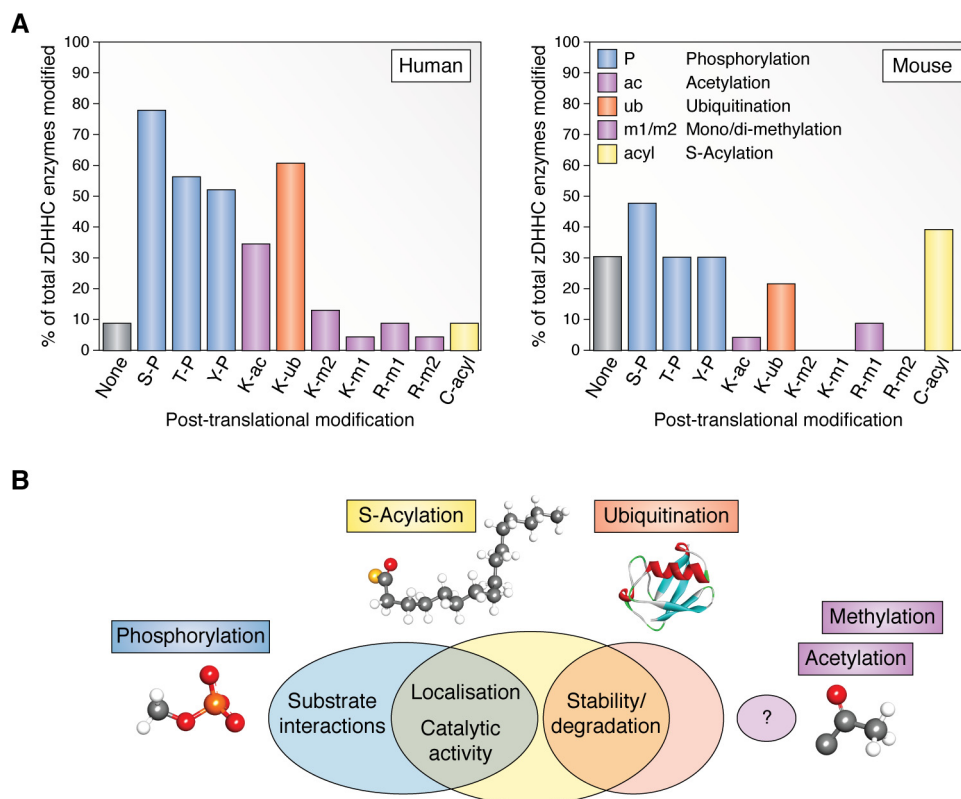 A
% of total zDHHC enzymes modified
100
90
80
70
60
50
40
30
20
10
0
Human
None
S-P
T-P
Y-P
K-ac
K-ub
K-m2
K-m1
R-m1
R-m2
C-acyl
Post-translational modification
% of total zDHHC enzymes modified
100
90
80
70
60
50
40
30
20
10
0
P Phosphorylation
ac Acetylation
ub Ubiquitination
m1/m2 Mono/di-methylation
acyl S-Acylation
Mouse
None
S-P
T-P
Y-P
K-ac
K-ub
K-m2
K-m1
R-m1
R-m2
C-acyl
Post-translational modification
B
S-Acylation
Ubiquitination
Phosphorylation
Methylation
Acetylation
Substrate
interactions
Localisation
Catalytic
activity
Stability/
degradation
?